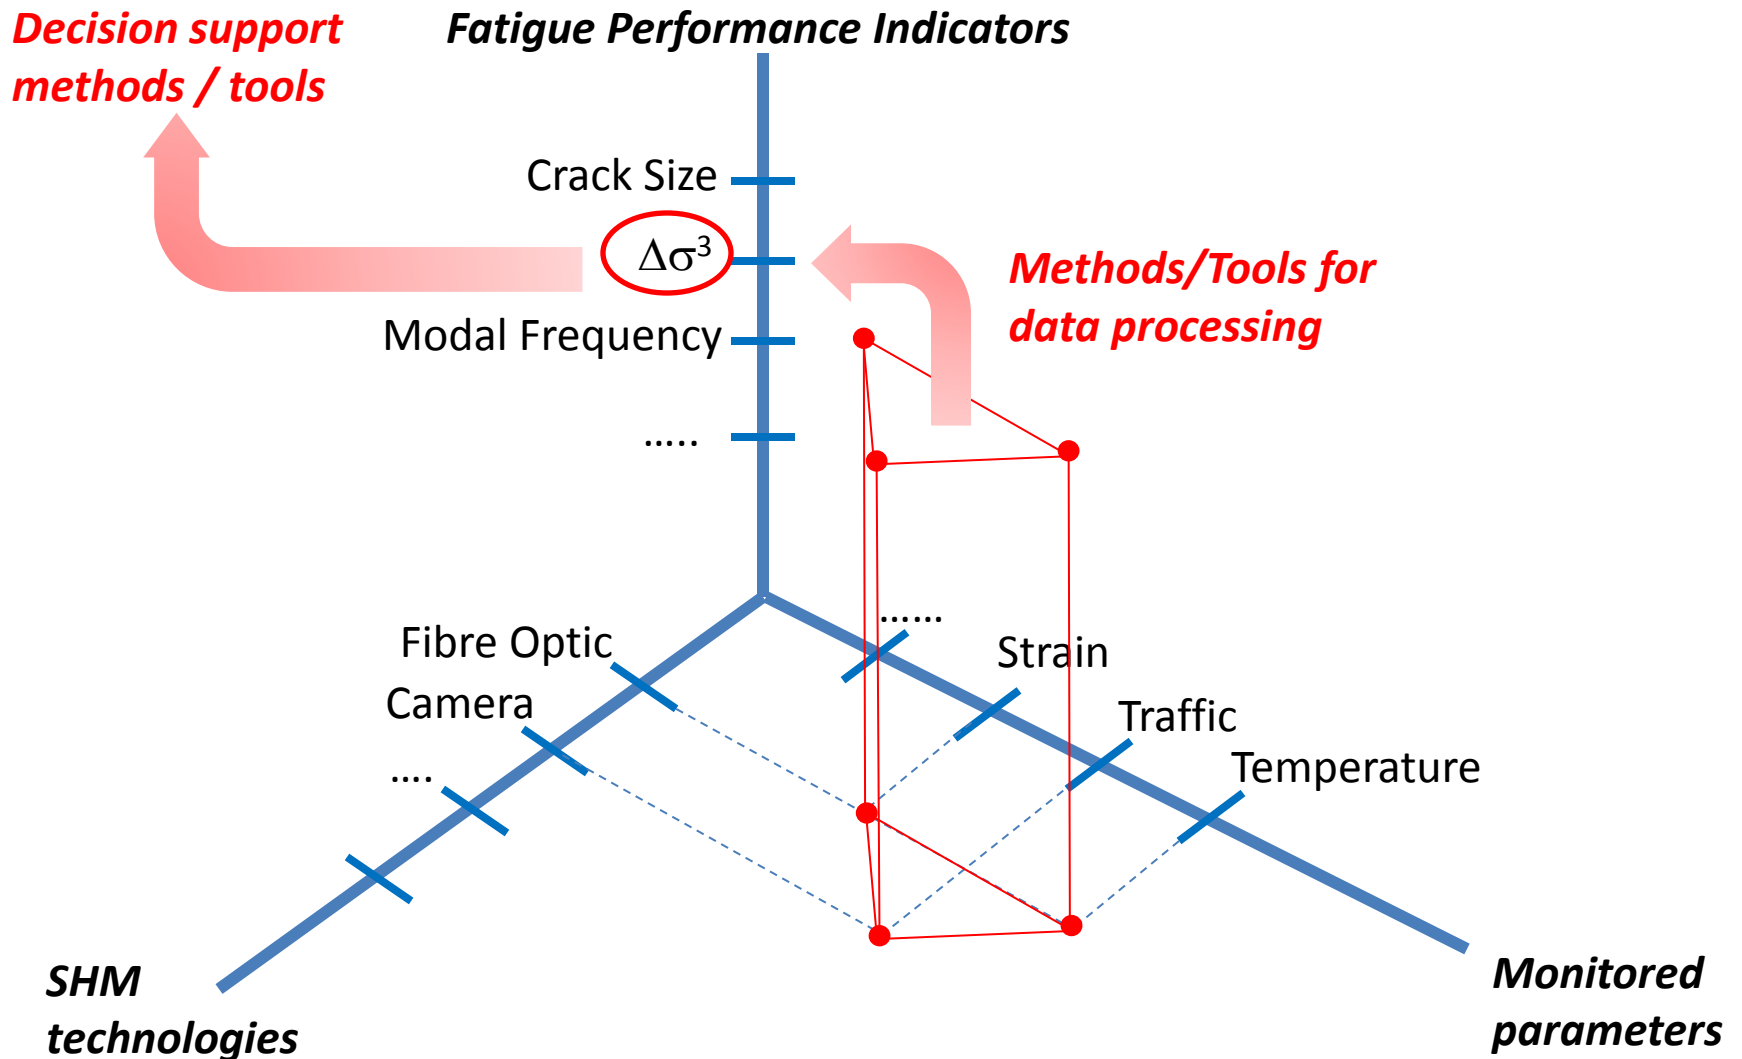 Decision support
methods / tools
Fatigue Performance Indicators
Crack Size
Δσ³
Modal Frequency
…..
Methods/Tools for
data processing
Fibre Optic
Camera
….
……
Strain
Traffic
Temperature
SHM
technologies
Monitored
parameters